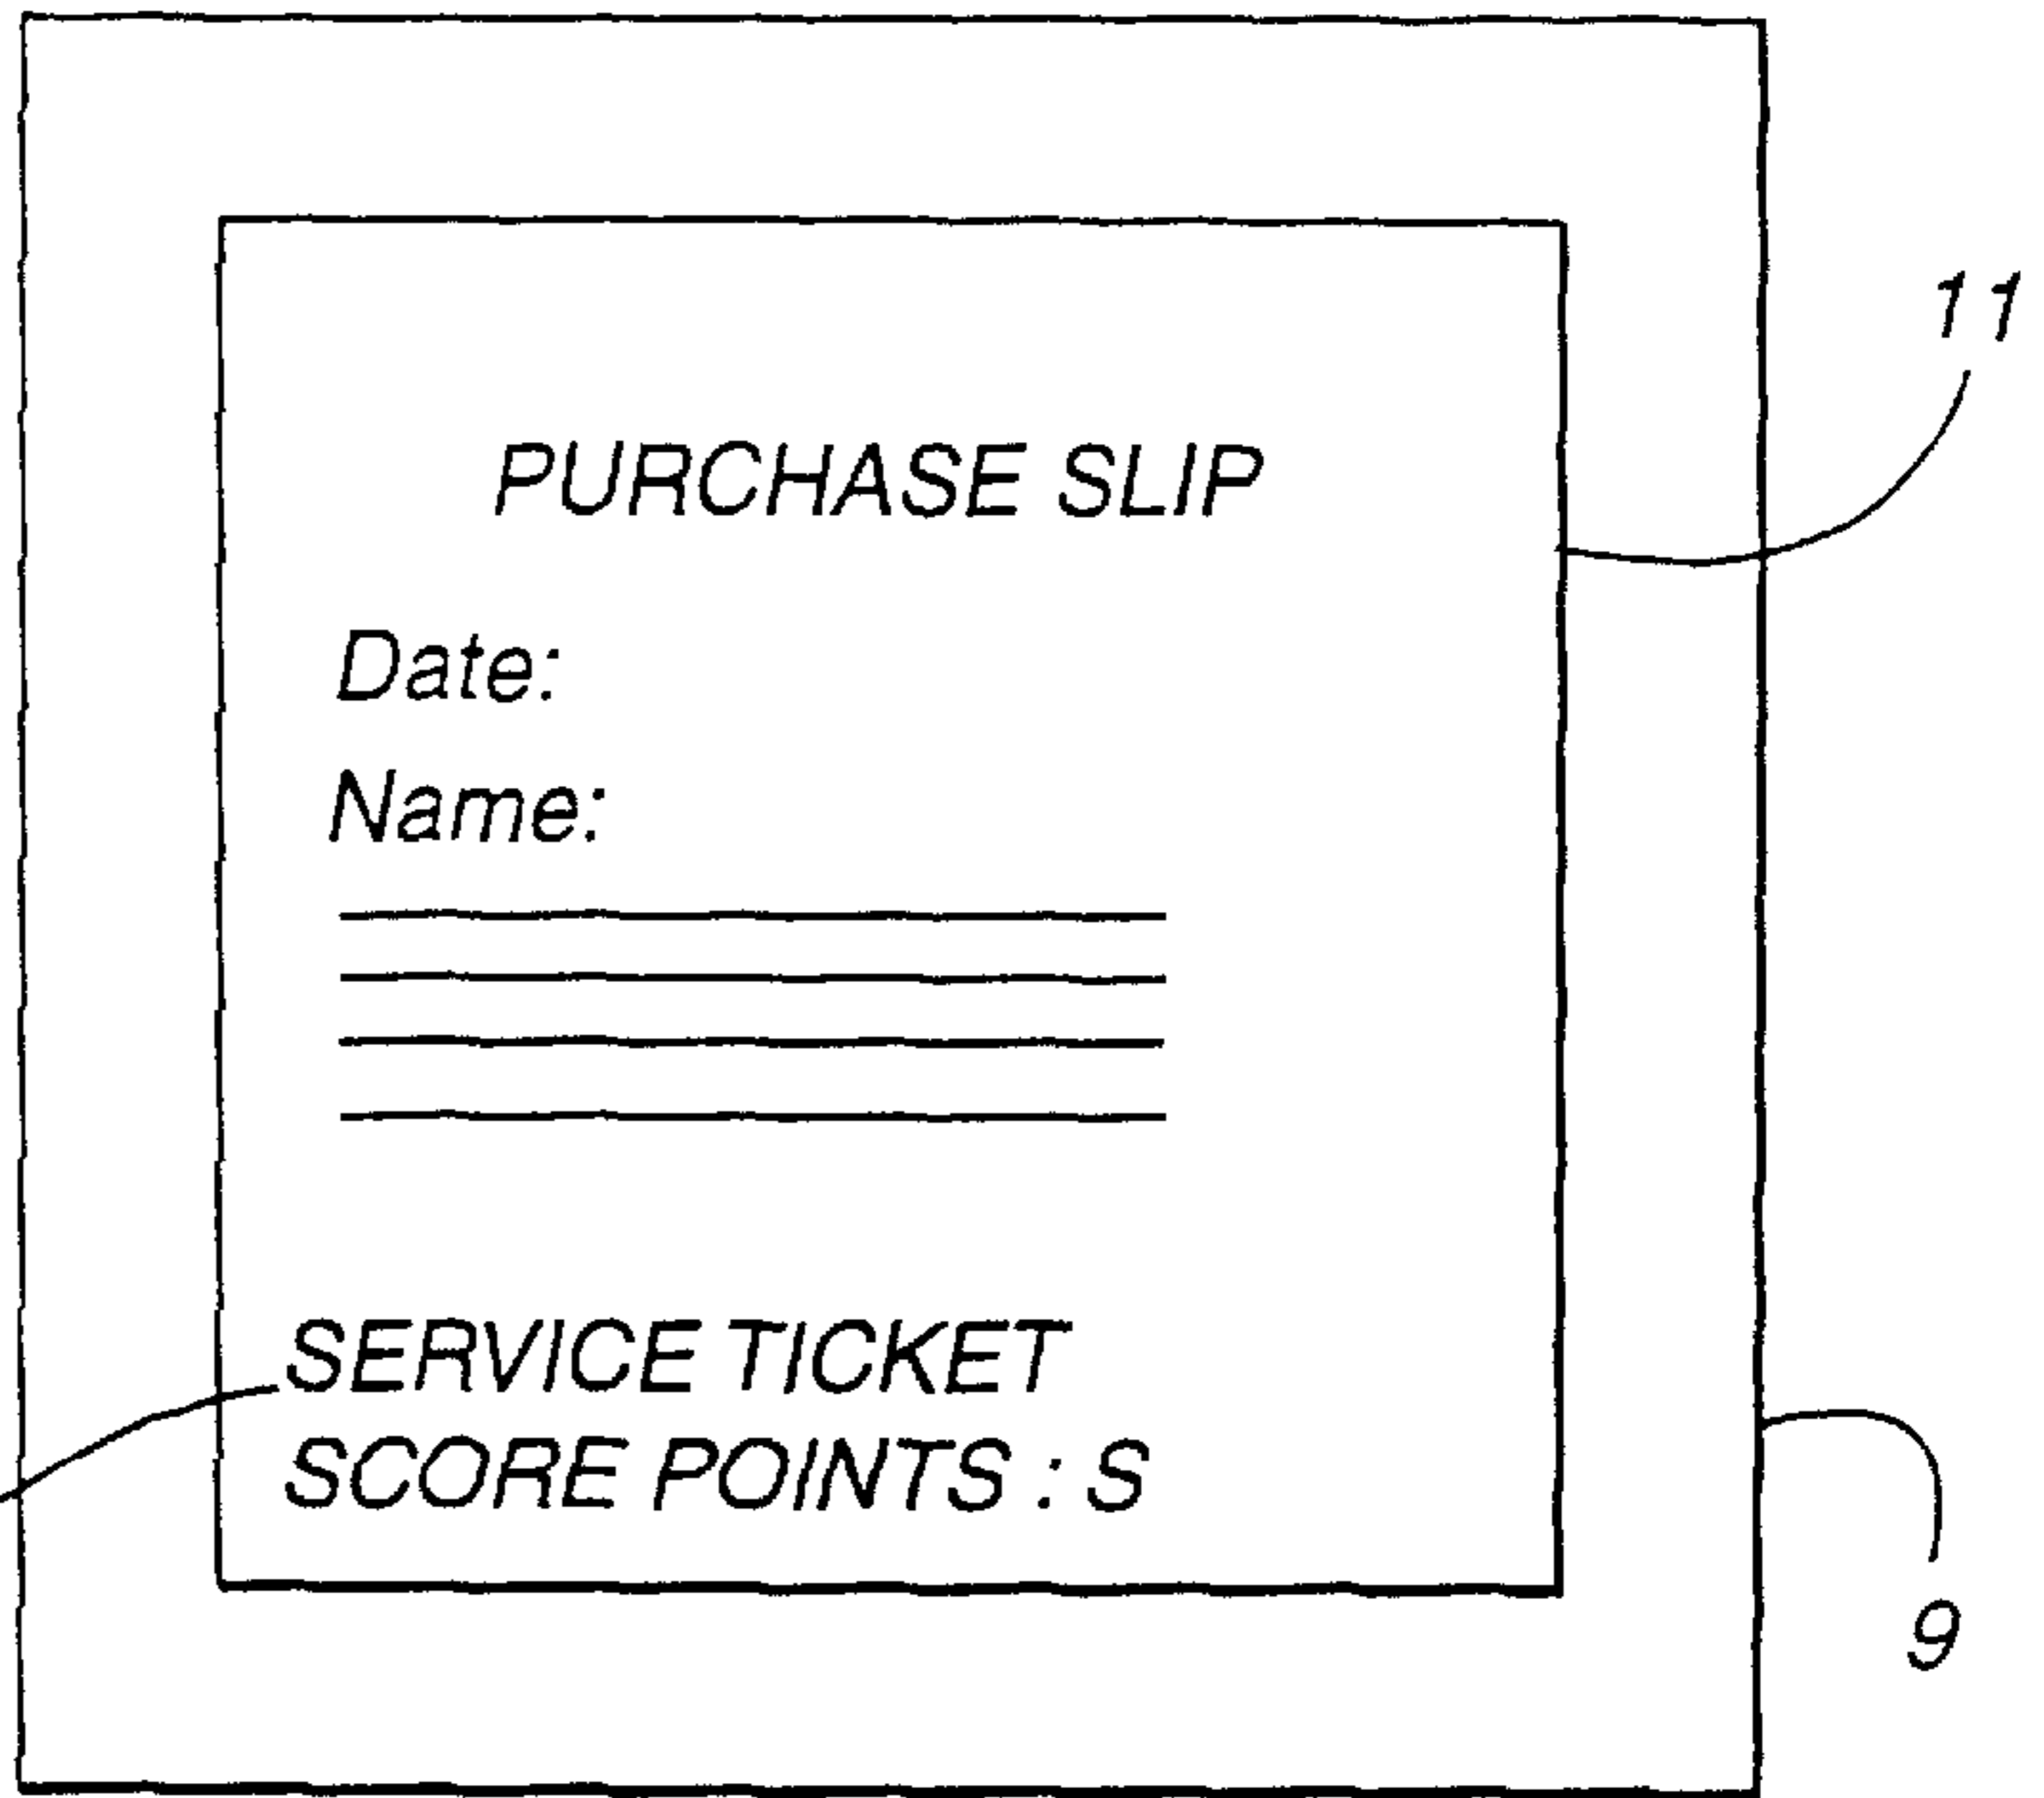 11
PURCHASE SLIP
Date:
Name:
SERVICE TICKET
SCORE POINTS : S
9